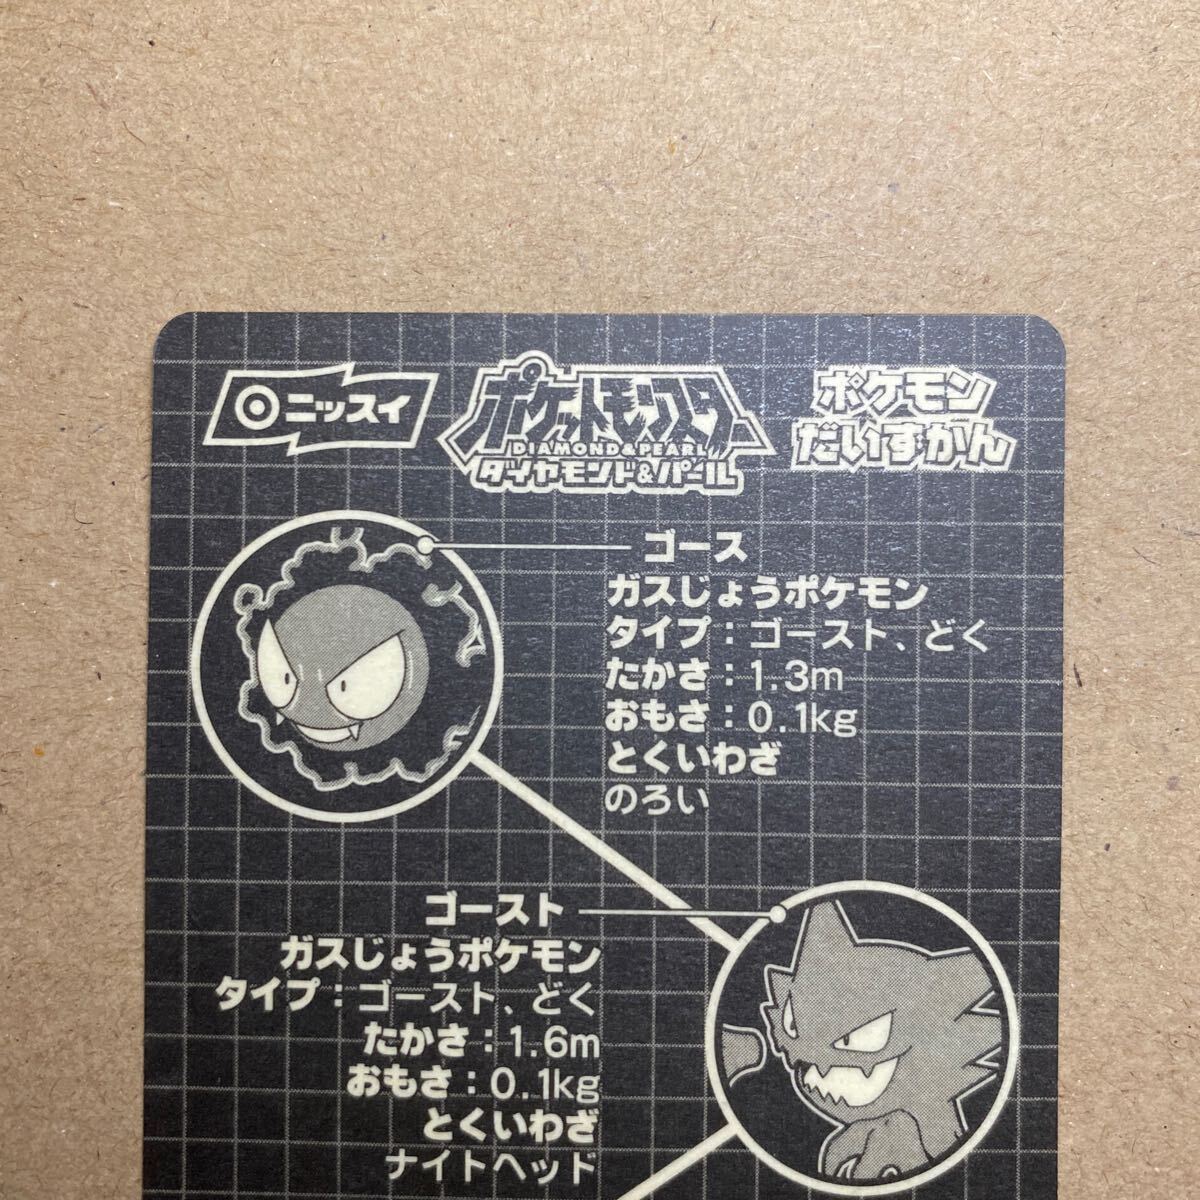 ニッスイ
ポケットモンスター
DIAMOND&PEARL
ダイヤモンド&パール
ポケモン
だいすかん
ゴース
ガスじょうポケモン
タイプ：ゴースト、どく
たかさ：1.3m
おもさ：0.1kg
とくいわざ
のろい
ゴースト
ガスじょうポケモン
タイプ：ゴースト、どく
たかさ：1.6m
おもさ：0.1kg
とくいわざ
ナイトヘッド